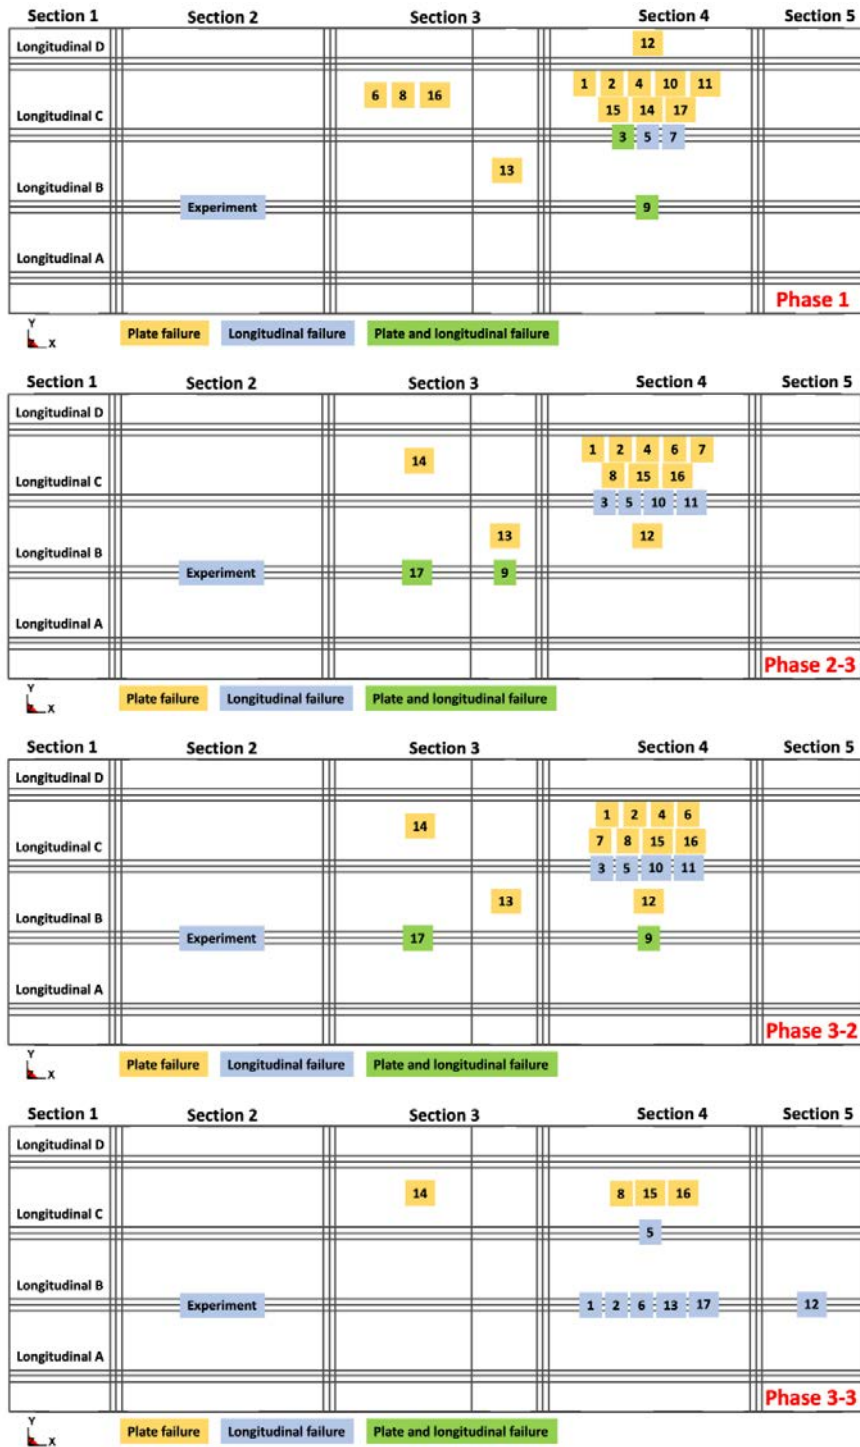 Section 1 Section 2 Section 3 Section 4 Section 5
Longitudinal D
12
1 2 4 10 11
6 8 16
Longitudinal C
15 14 17
3 5 7
13
Longitudinal B
Experiment
9
Longitudinal A
Phase 1
Y
X
Plate failure Longitudinal failure Plate and longitudinal failure
Section 1 Section 2 Section 3 Section 4 Section 5
Longitudinal D
1 2 4 6 7
14
8 15 16
Longitudinal C
3 5 10 11
13 12
Longitudinal B
Experiment
17 9
Longitudinal A
Phase 2-3
Y
X
Plate failure Longitudinal failure Plate and longitudinal failure
Section 1 Section 2 Section 3 Section 4 Section 5
Longitudinal D
1 2 4 6
14
7 8 15 16
Longitudinal C
3 5 10 11
13 12
Longitudinal B
Experiment
17 9
Longitudinal A
Phase 3-2
Y
X
Plate failure Longitudinal failure Plate and longitudinal failure
Section 1 Section 2 Section 3 Section 4 Section 5
Longitudinal D
14 8 15 16
Longitudinal C
5
Longitudinal B
Experiment
1 2 6 13 17 12
Longitudinal A
Phase 3-3
Y
X
Plate failure Longitudinal failure Plate and longitudinal failure